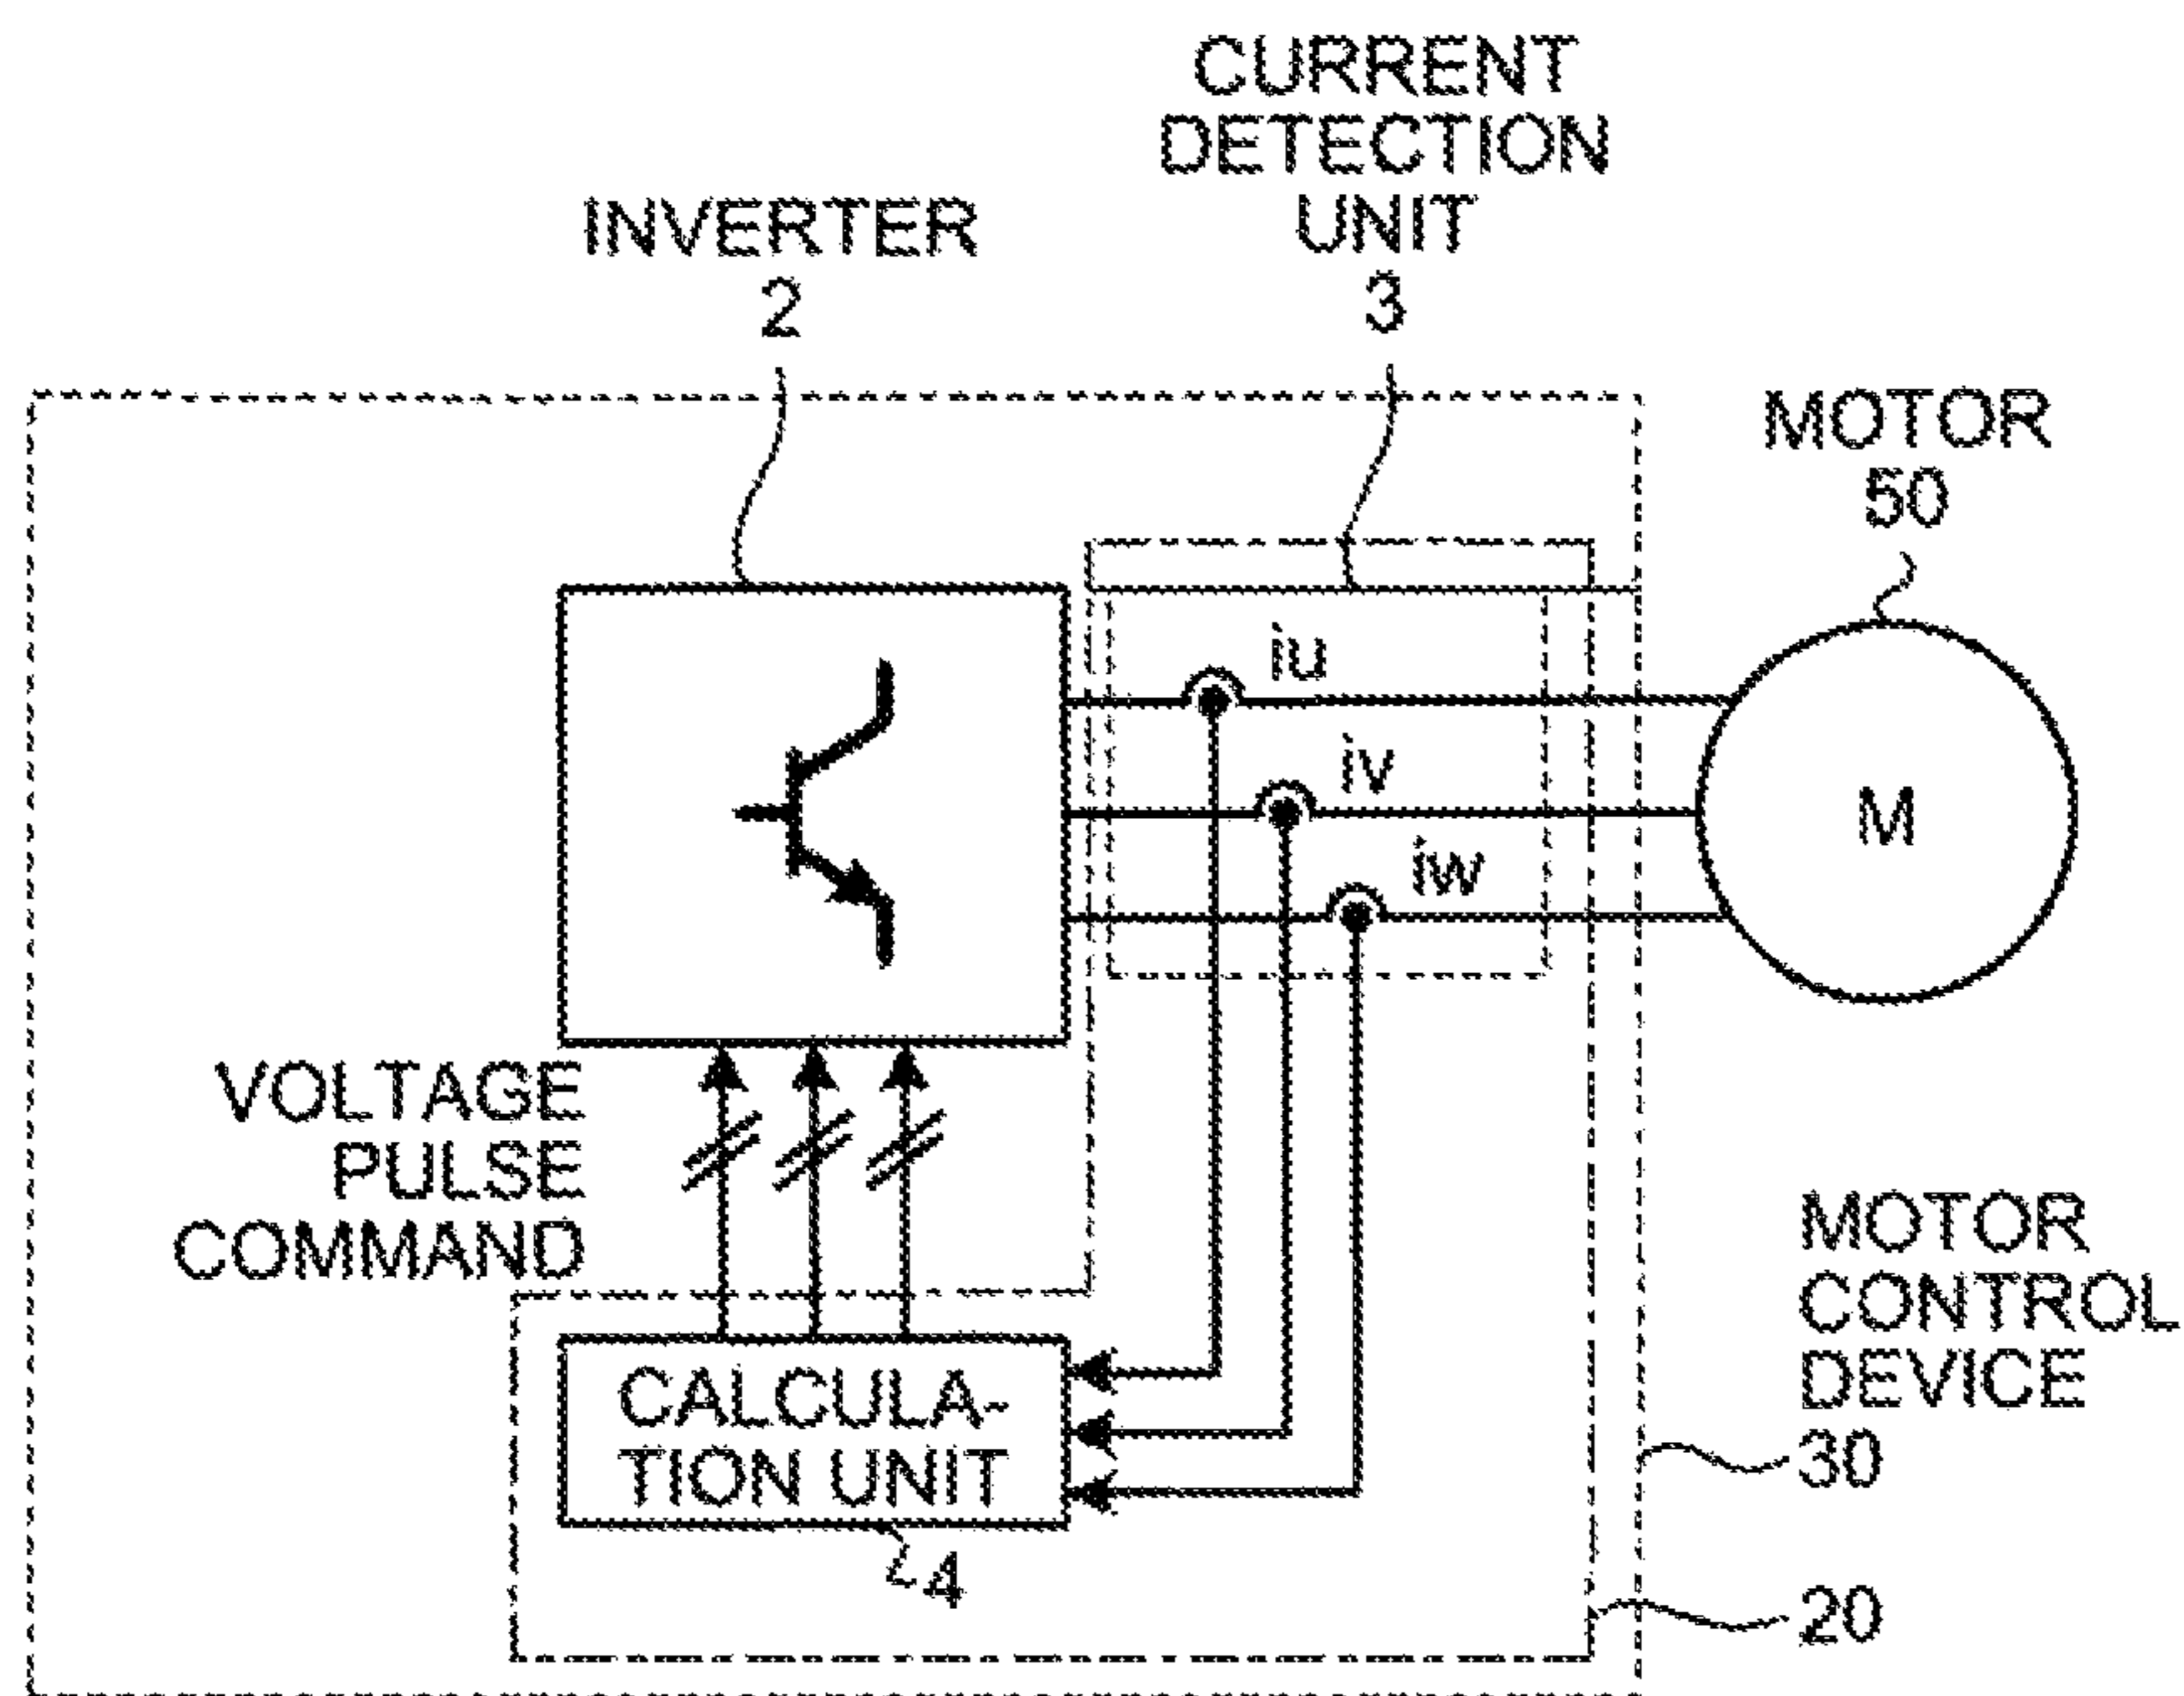 CURRENT
DETECTION
UNIT
3
INVERTER
2
MOTOR
50
iu
iv
iw
M
VOLTAGE
PULSE
COMMAND
MOTOR
CONTROL
DEVICE
30
CALCULA-
TION UNIT
4
20